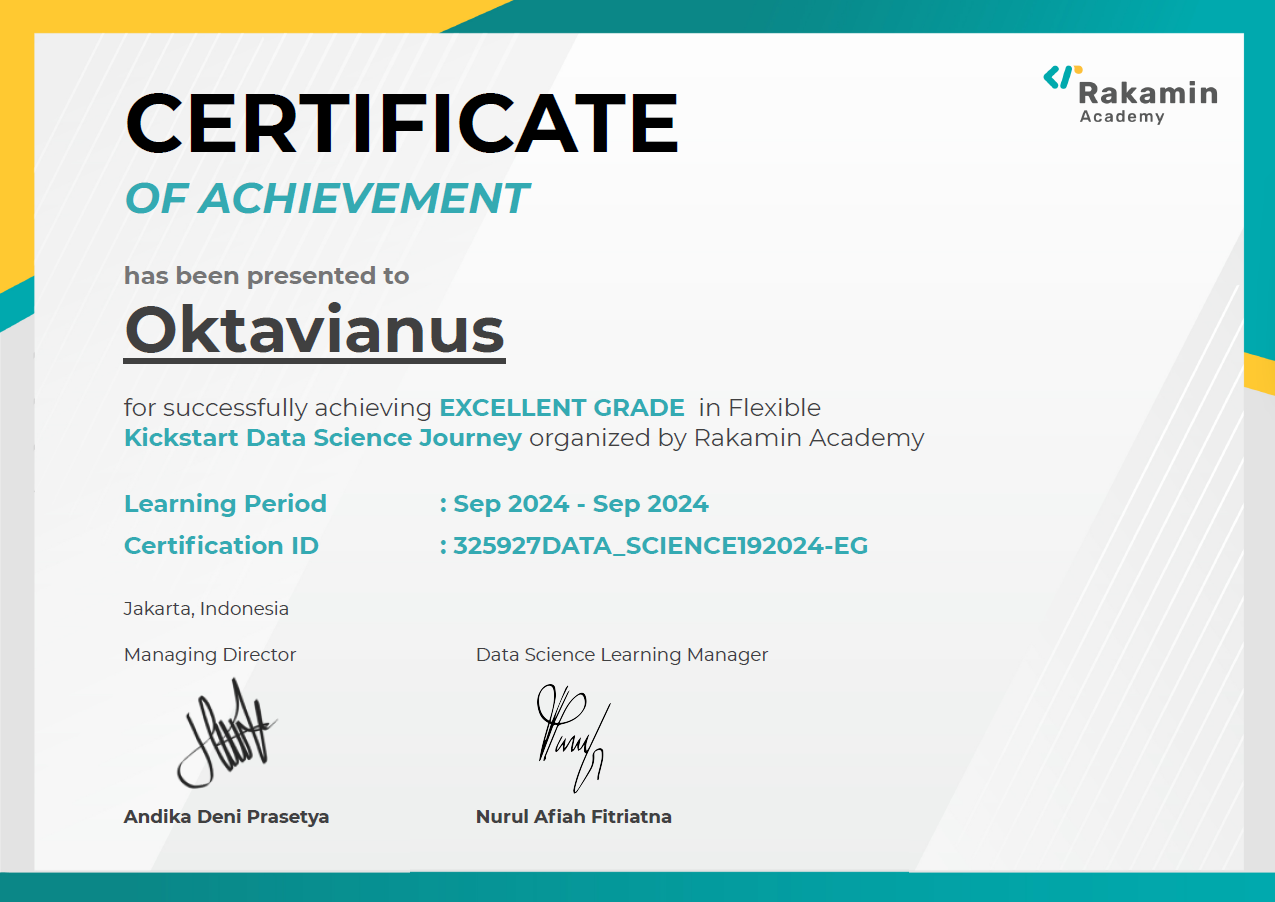 Rakamin
Academy
CERTIFICATE
OF ACHIEVEMENT
has been presented to
Oktavianus
for successfully achieving EXCELLENT GRADE in Flexible
Kickstart Data Science Journey organized by Rakamin Academy
Learning Period : Sep 2024 - Sep 2024
Certification ID : 325927DATA_SCIENCE192024-EG
Jakarta, Indonesia
Managing Director Data Science Learning Manager
Andika Deni Prasetya Nurul Afiah Fitriatna